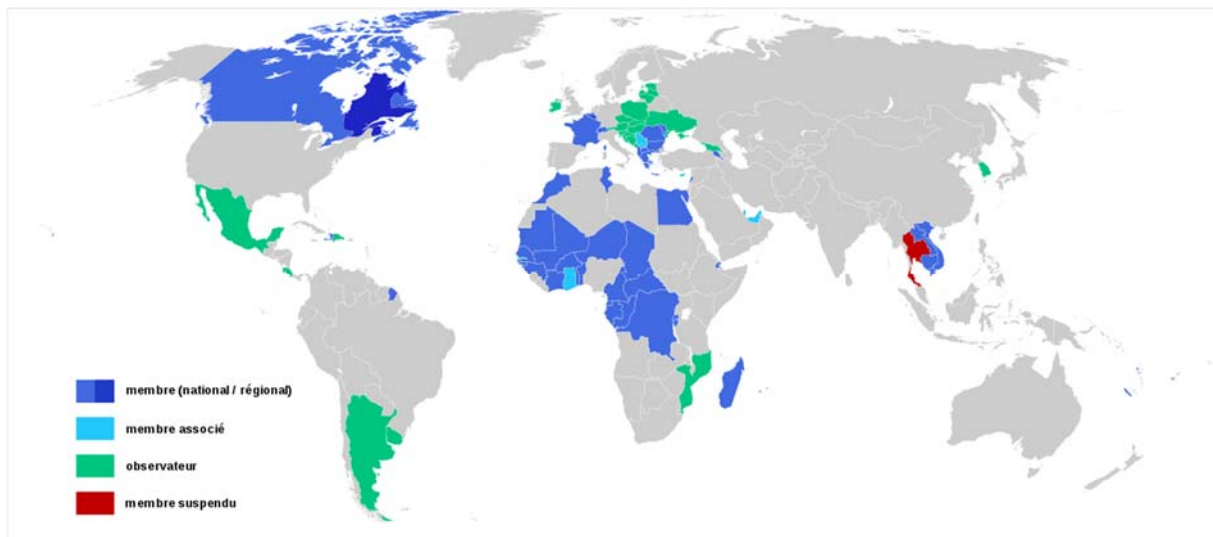 membre (national / régional)
membre associé
observateur
membre suspendu